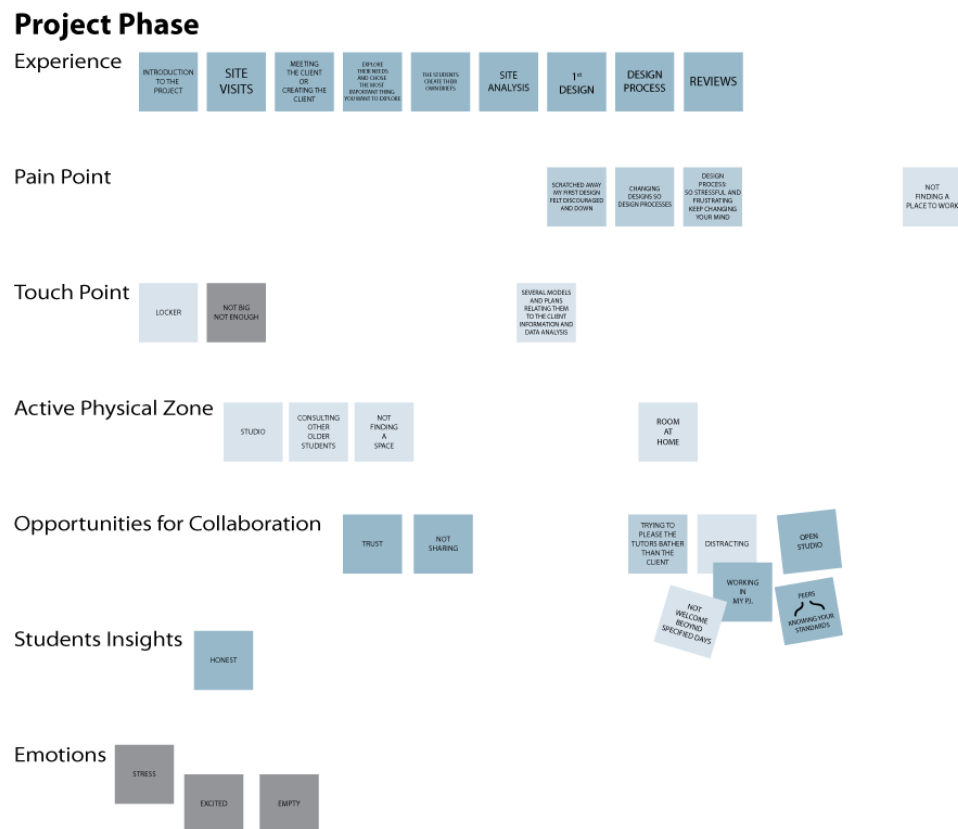 Project Phase
Experience
INTRODUCTION
TO THE
PROJECT
SITE
VISITS
MEETING
THE CLIENT
OR
CREATING THE
CLIENT
EXPLORE
THEIR NEEDS
AND CHOSE
THE MOST
IMPORTANT THING
YOU WANT TO EXPLORE
THE STUDENTS
CREATE THEIR
OWN BRIEFS
SITE
ANALYSIS
1st
DESIGN
DESIGN
PROCESS
REVIEWS
Pain Point
SCRATCHED AWAY
MY FIRST DESIGN
FELT DISCOURAGED
AND DOWN
CHANGING
DESIGNS SO
DESIGN PROCESSES
DESIGN
PROCESS:
SO STRESSFUL AND
FRUSTRATING
KEEP CHANGING
YOUR MIND
NOT
FINDING A
PLACE TO WORK
Touch Point
LOCKER
NOT BIG
NOT ENOUGH
SEVERAL MODELS
AND PLANS
RELATING THEM
TO THE CLIENT
INFORMATION AND
DATA ANALYSIS
Active Physical Zone
STUDIO
CONSULTING
OTHER
OLDER
STUDENTS
NOT
FINDING
A
SPACE
ROOM
AT
HOME
Opportunities for Collaboration
TRUST
NOT
SHARING
TRYING TO
PLEASE THE
TUTORS BATHER
THAN THE
CLIENT
DISTRACTING
OPEN
STUDIO
WORKING
IN
MY P.J.
NOT
WELCOME
BEOYND
SPECIFIED DAYS
PEERS
KNOWING YOUR
STANDARDS
Students Insights
HONEST
Emotions
STRESS
EXCITED
EMPTY